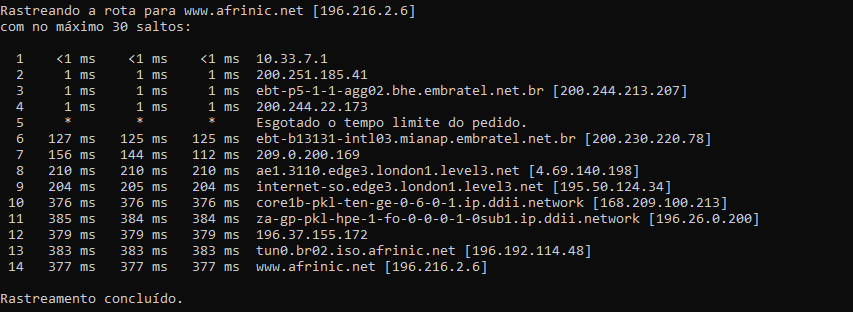 Rastreando a rota para www.afrinic.net [196.216.2.6]
com no máximo 30 saltos:
1 <1 ms <1 ms <1 ms 10.33.7.1
2 1 ms 1 ms 1 ms 200.251.185.41
3 1 ms 1 ms 1 ms ebt-p5-1-1-agg02.bhe.embratel.net.br [200.244.213.207]
4 1 ms 1 ms 1 ms 200.244.22.173
5 * * * Esgotado o tempo limite do pedido.
6 127 ms 125 ms 125 ms ebt-b13131-intl03.mianap.embratel.net.br [200.230.220.78]
7 156 ms 144 ms 112 ms 209.0.200.169
8 210 ms 210 ms 210 ms ae1.3110.edge3.london1.level3.net [4.69.140.198]
9 204 ms 205 ms 204 ms internet-so.edge3.london1.level3.net [195.50.124.34]
10 376 ms 376 ms 376 ms core1b-pkl-ten-ge-0-6-0-1.ip.ddii.network [168.209.100.213]
11 385 ms 384 ms 384 ms za-gp-pkl-hpe-1-fo-0-0-0-1-0sub1.ip.ddii.network [196.26.0.200]
12 379 ms 379 ms 379 ms 196.37.155.172
13 383 ms 383 ms 383 ms tun0.br02.iso.afrinic.net [196.192.114.48]
14 377 ms 377 ms 377 ms www.afrinic.net [196.216.2.6]
Rastreamento concluído.